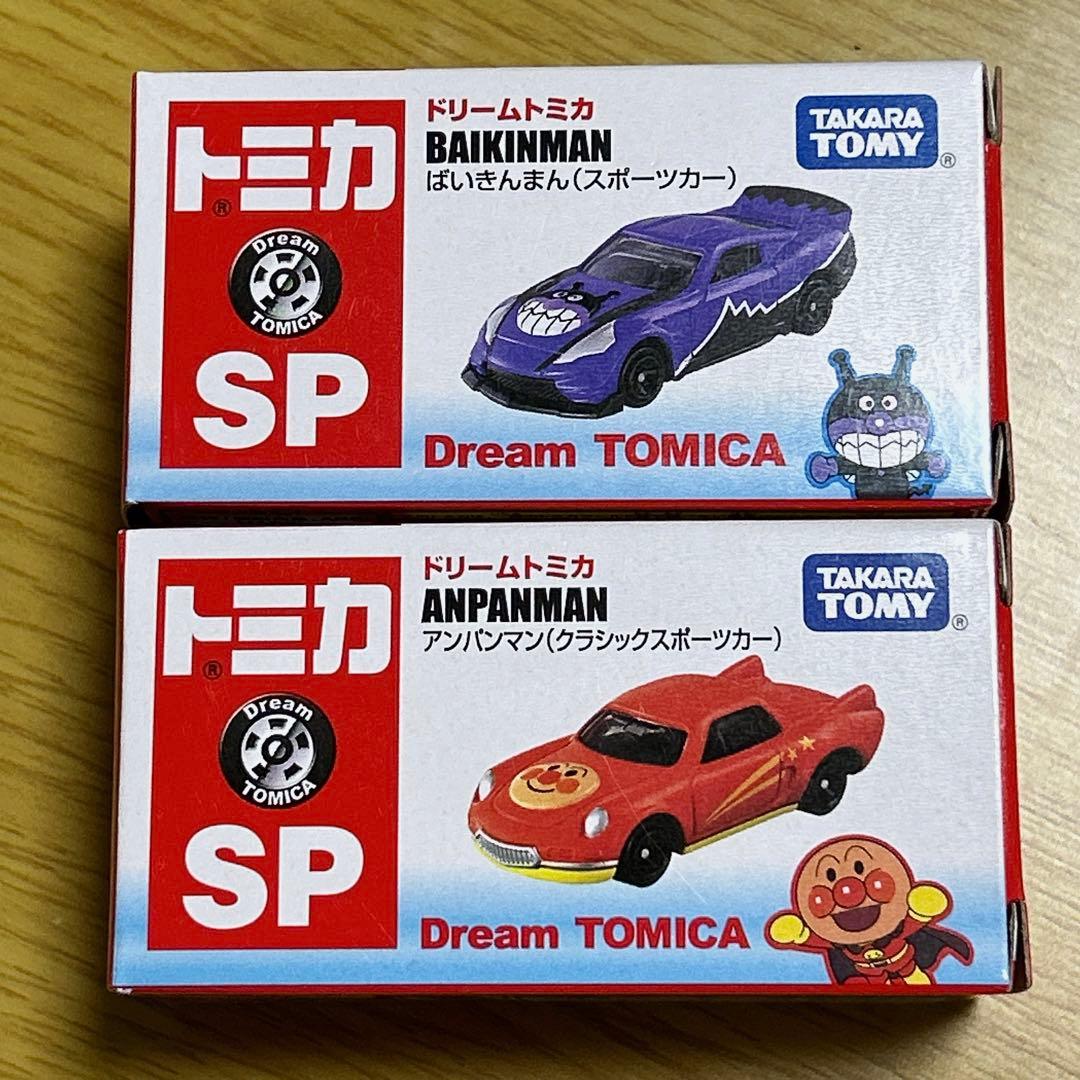 トミカ
®
Dream
TOMICA
SP
ドリームトミカ
BAIKINMAN
ばいきんまん(スポーツカー)
TAKARA
TOMY
®
Dream TOMICA
トミカ
®
Dream
TOMICA
SP
ドリームトミカ
ANPANMAN
アンパンマン(クラシックスポーツカー)
TAKARA
TOMY
®
Dream TOMICA